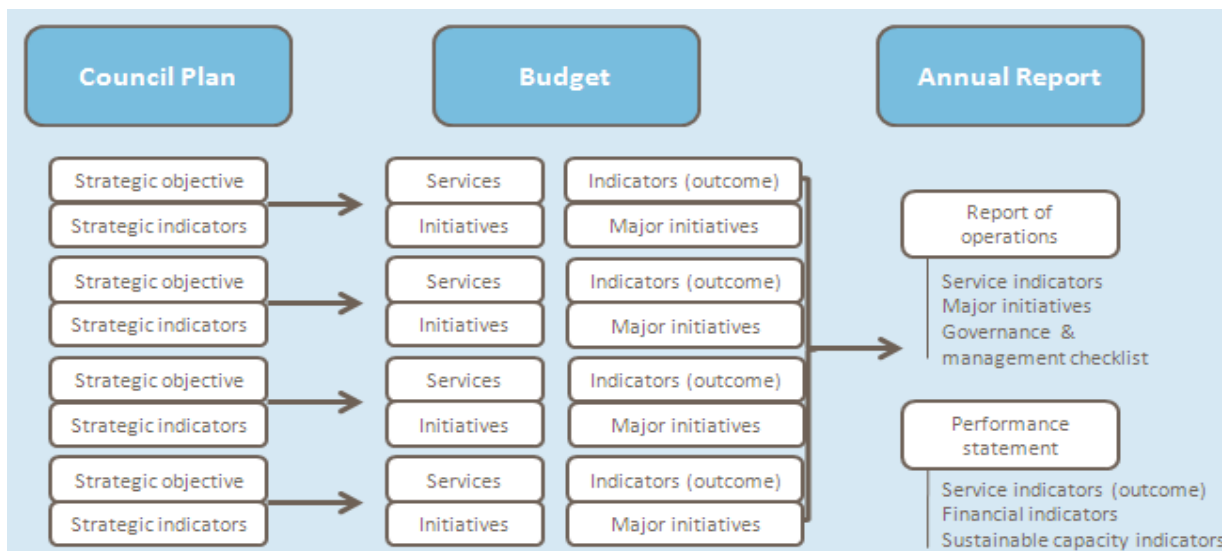 Council Plan
Budget
Annual Report
Strategic objective
Strategic indicators
Services
Initiatives
Indicators (outcome)
Major initiatives
Strategic objective
Strategic indicators
Services
Initiatives
Indicators (outcome)
Major initiatives
Strategic objective
Strategic indicators
Services
Initiatives
Indicators (outcome)
Major initiatives
Strategic objective
Strategic indicators
Services
Initiatives
Indicators (outcome)
Major initiatives
Report of
operations
Service indicators
Major initiatives
Governance &
management checklist
Performance
statement
Service indicators (outcome)
Financial indicators
Sustainable capacity indicators